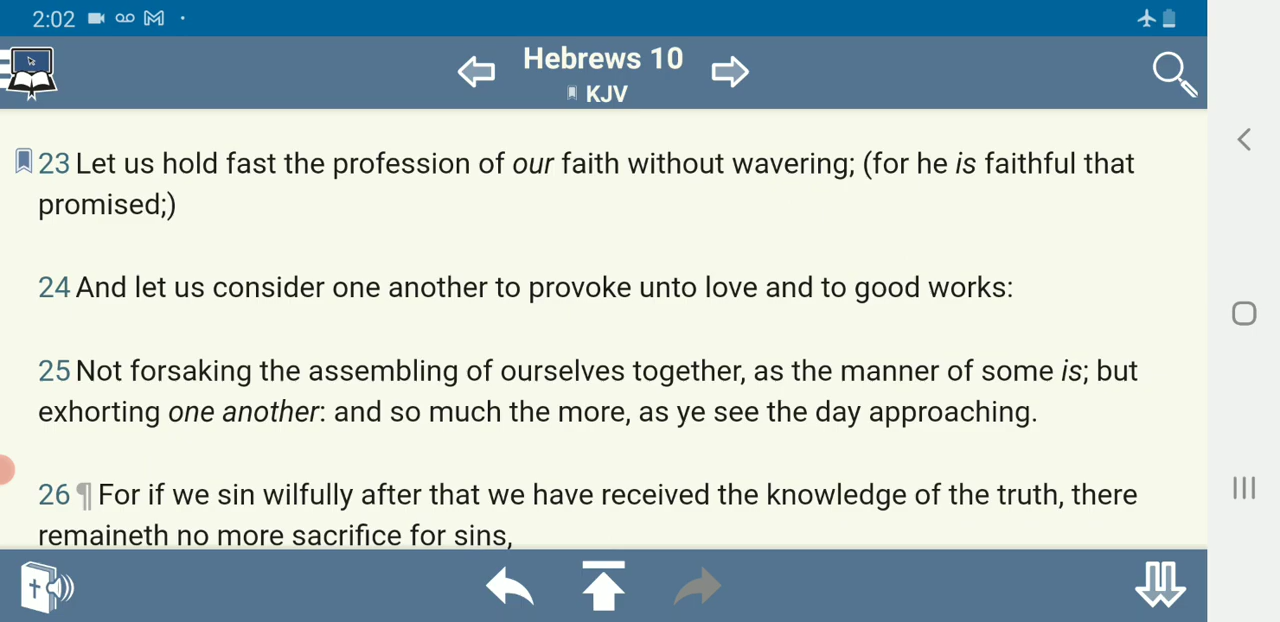 2:02
Hebrews 10
KJV
23 Let us hold fast the profession of our faith without wavering; (for he is faithful that
promised;)
24 And let us consider one another to provoke unto love and to good works:
25 Not forsaking the assembling of ourselves together, as the manner of some is; but
exhorting one another: and so much the more, as ye see the day approaching.
26 ¶ For if we sin wilfully after that we have received the knowledge of the truth, there
remaineth no more sacrifice for sins,